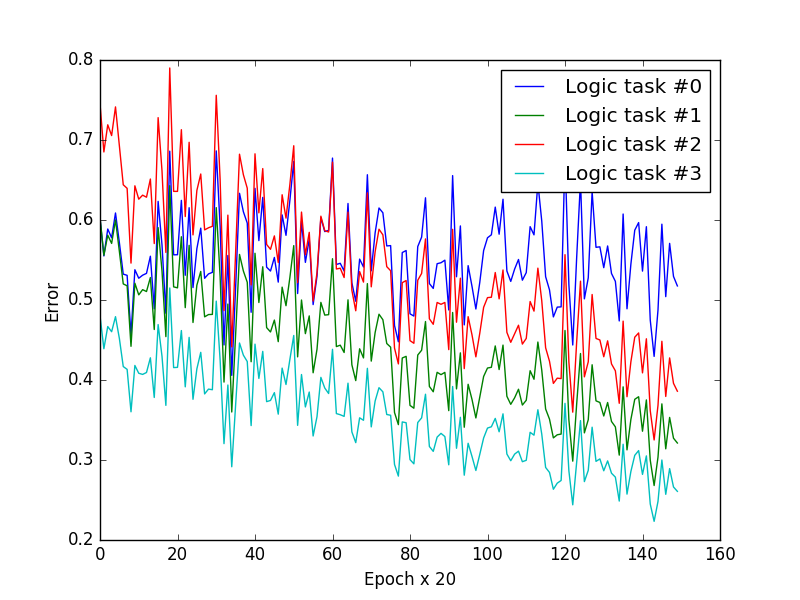 0.8
0.7
0.6
0.5
0.4
0.3
0.2
Error
Logic task #0
Logic task #1
Logic task #2
Logic task #3
0 20 40 60 80 100 120 140 160
Epoch x 20